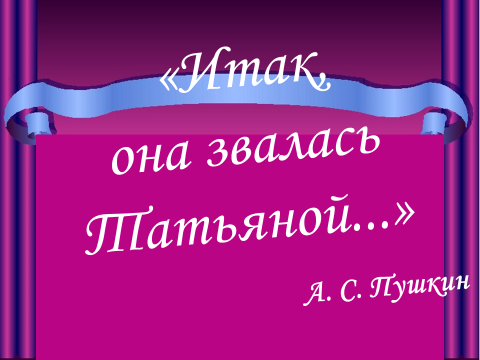 «Итак,
она звалась
Татьяной...»
А. С. Пушкин